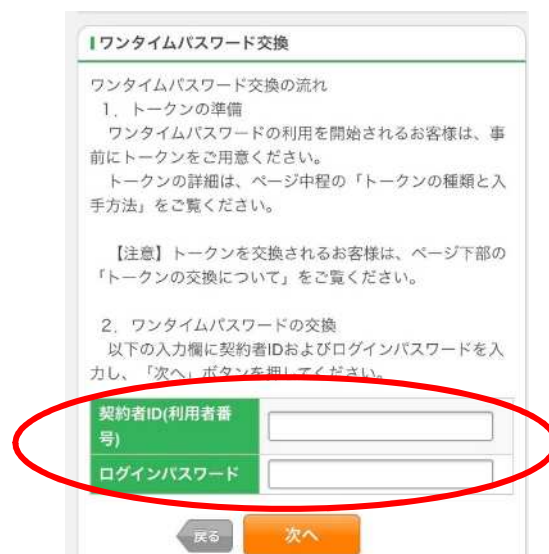 ワンタイムパスワード交換
ワンタイムパスワード交換の流れ
1．トークンの準備
ワンタイムパスワードの利用を開始されるお客様は、事
前にトークンをご用意ください。
トークンの詳細は、ページ中程の「トークンの種類と入
手方法」をご覧ください。
【注意】トークンを交換されるお客様は、ページ下部の
「トークンの交換について」をご覧ください。
2．ワンタイムパスワードの交換
以下の入力欄に契約者IDおよびログインパスワードを入
力し、「次へ」ボタンを押してください。
契約者ID(利用者番
号)
ログインパスワード
戻る
次へ